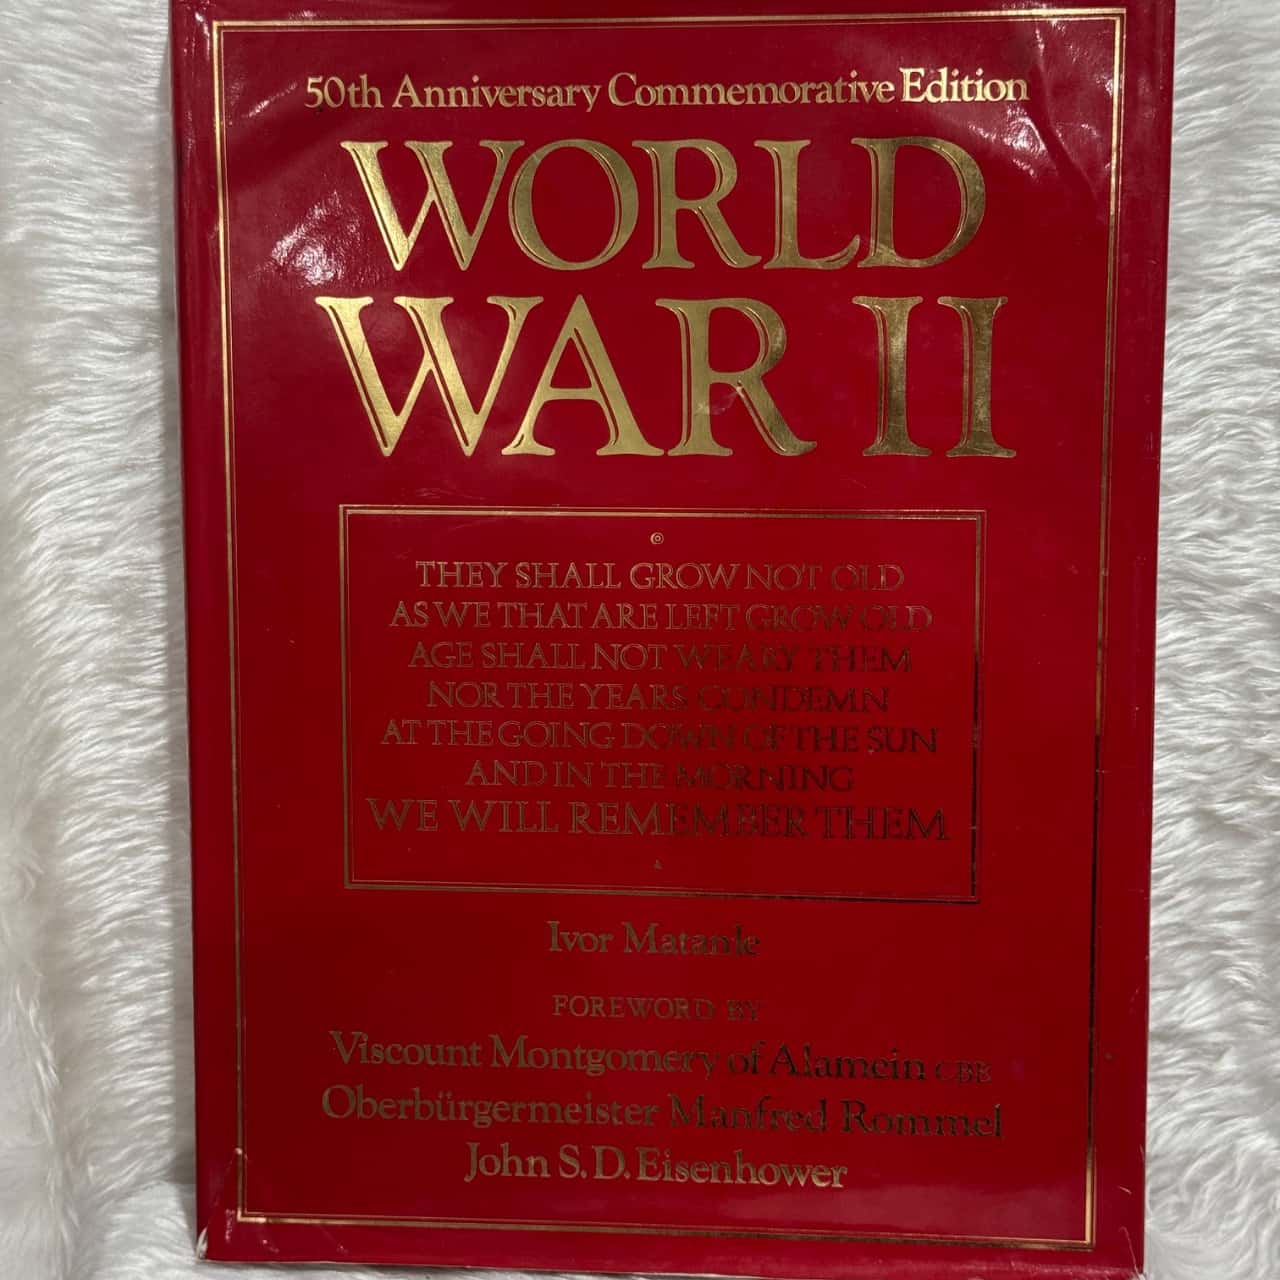 50th Anniversary Commemorative Edition
WORLD
WAR II
THEY SHALL GROW NOT OLD
AS WE THAT ARE LEFT GROW OLD
AGE SHALL NOT WEARY THEM
NOR THE YEARS CONDEMN
AT THE GOING DOWN OF THE SUN
AND IN THE MORNING
WE WILL REMEMBER THEM
Ivor Matanle
FOREWORD BY
Viscount Montgomery of Alamein CBE
Oberbürgermeister Manfred Rommel
John S. D. Eisenhower